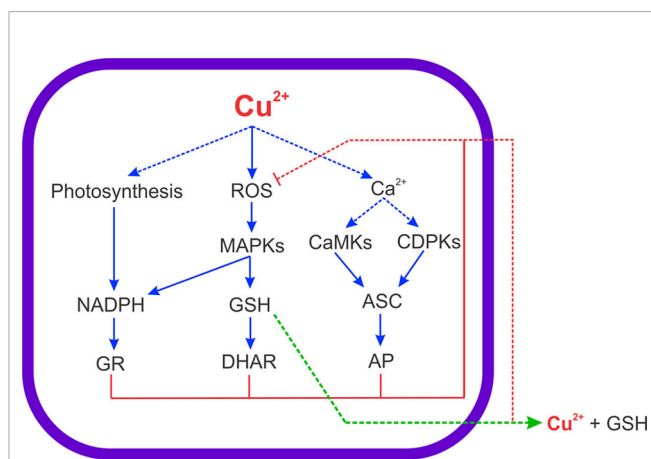 Cu²⁺
Photosynthesis ROS Ca²⁺
MAPKs CaMKs CDPKs
NADPH GSH ASC
GR DHAR AP
Cu²⁺ + GSH